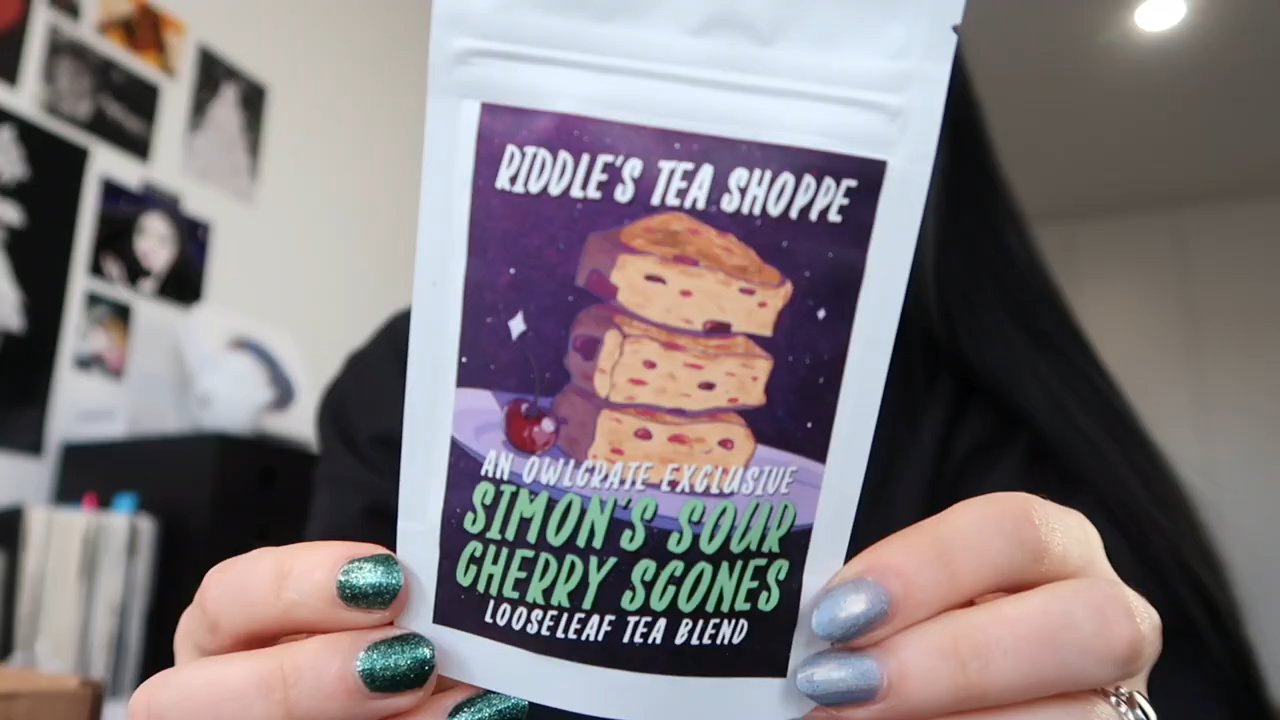 RIDDLE'S TEA SHOPPE
AN OWLCRATE EXCLUSIVE
SIMON'S SOUR
CHERRY SCONES
LOOSELEAF TEA BLEND